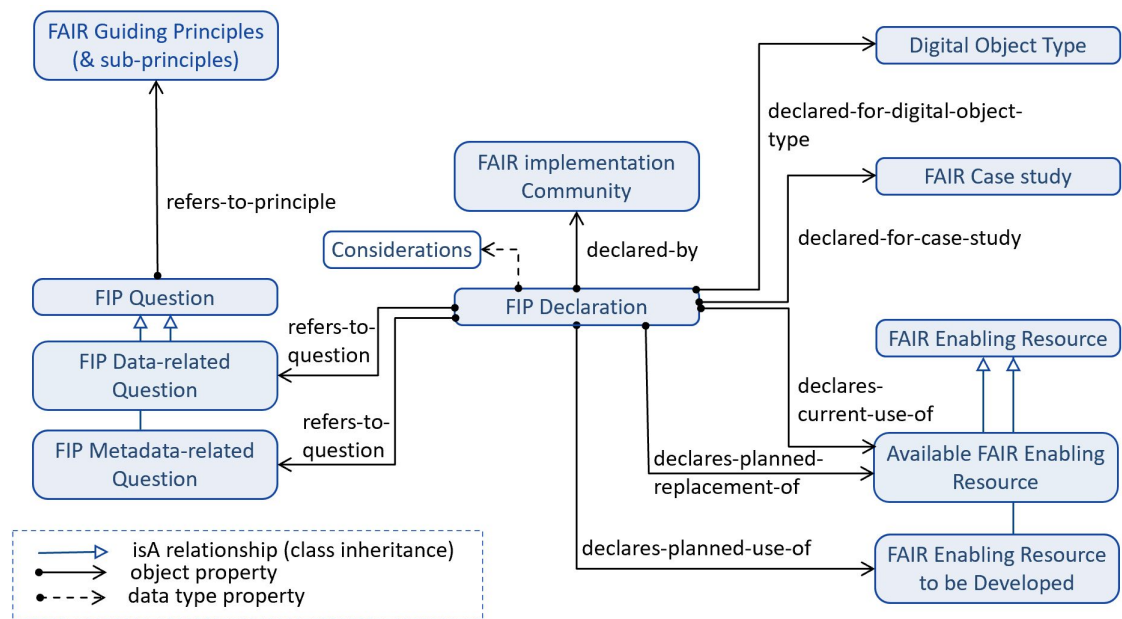 FAIR Guiding Principles
(& sub-principles)
Digital Object Type
declared-for-digital-object-
type
FAIR implementation
Community
FAIR Case study
refers-to-principle
declared-for-case-study
Considerations
declared-by
FIP Question
FIP Declaration
refers-to-
question
FAIR Enabling Resource
FIP Data-related
Question
declares-
current-use-of
refers-to-
question
FIP Metadata-related
Question
declares-planned-
replacement-of
Available FAIR Enabling
Resource
isA relationship (class inheritance)
object property
data type property
declares-planned-use-of
FAIR Enabling Resource
to be Developed